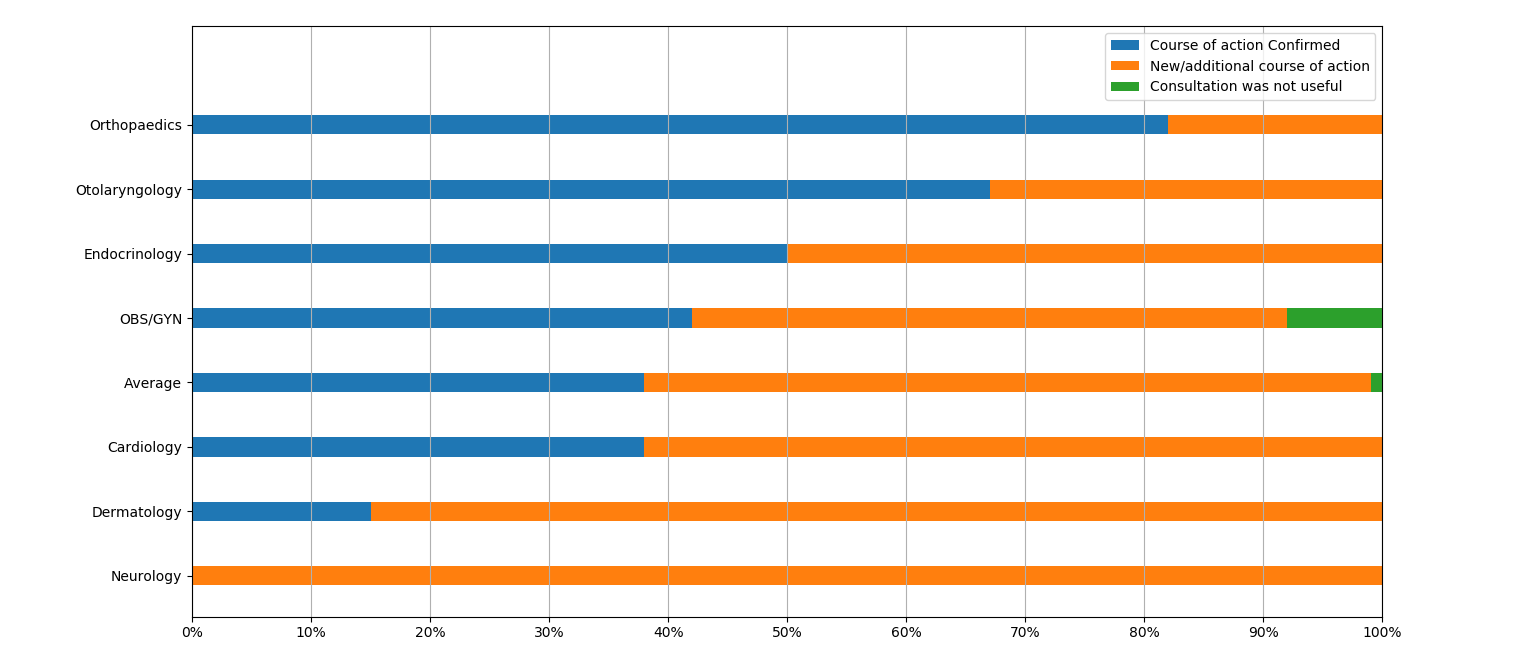 Course of action Confirmed
New/additional course of action
Consultation was not useful
Orthopaedics
Otolaryngology
Endocrinology
OBS/GYN
Average
Cardiology
Dermatology
Neurology
0% 10% 20% 30% 40% 50% 60% 70% 80% 90% 100%